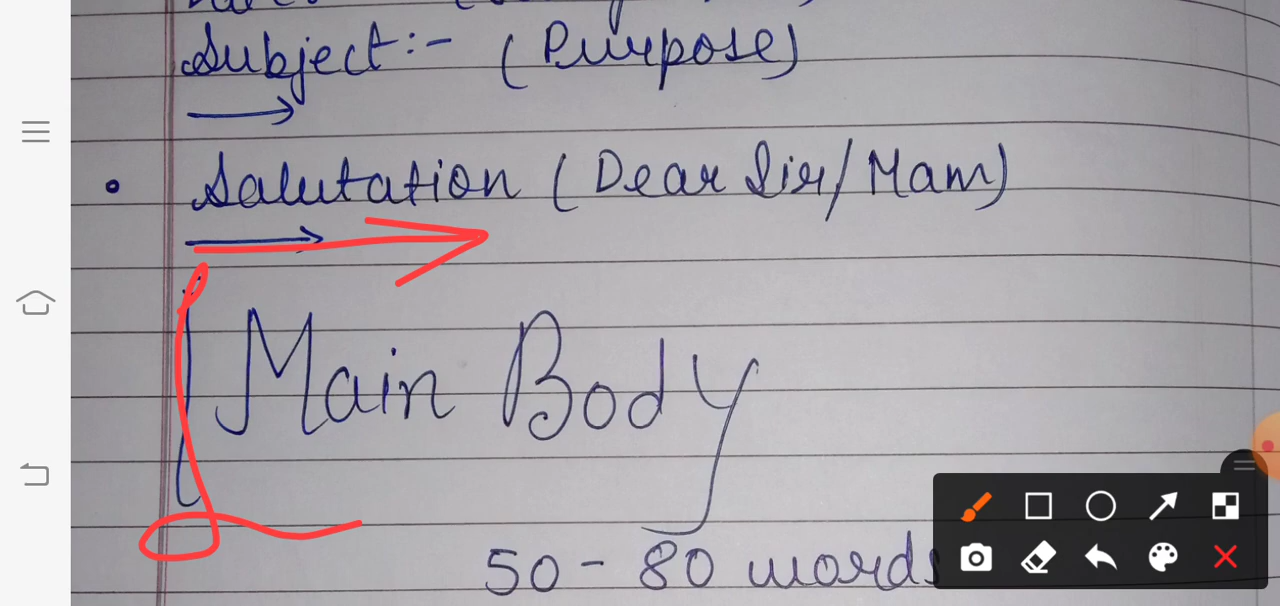 Subject:- (Purpose)
• Salutation (Dear Sir/Mam)
Main Body
50 - 80 words